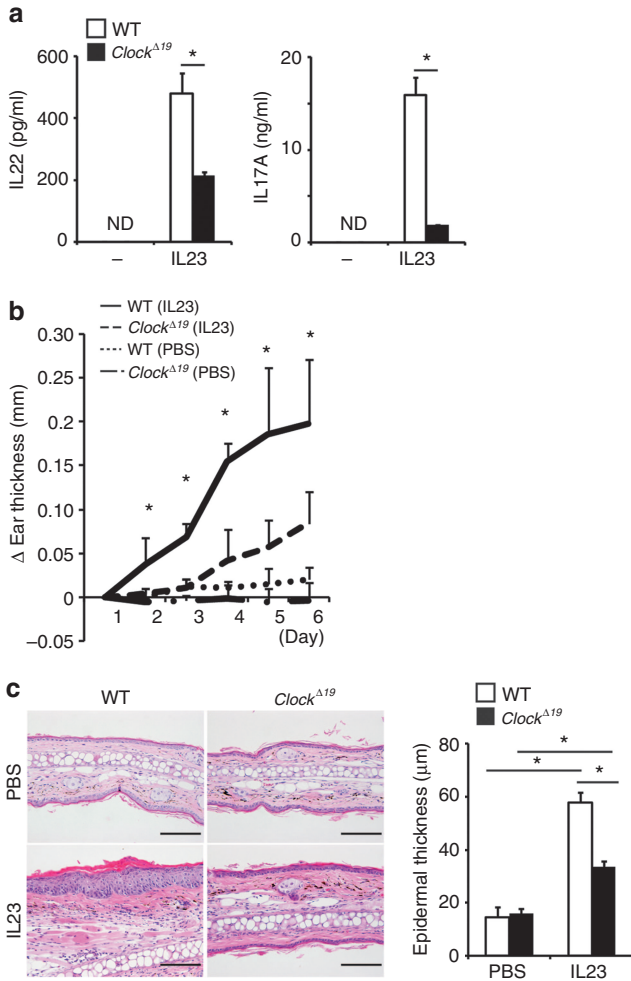 a
WT
Clock^Δ19
*
*
600
400
200
0
IL22 (pg/ml)
ND
–
IL23
20
10
0
IL17A (ng/ml)
ND
–
IL23
b
WT (IL23)
Clock^Δ19 (IL23)
WT (PBS)
Clock^Δ19 (PBS)
0.30
0.25
0.2
0.15
0.10
0.05
0
−0.05
Δ Ear thickness (mm)
* * * * *
1 2 3 4 5 6
(Day)
c
WT
Clock^Δ19
PBS
IL23
WT
Clock^Δ19
80
60
40
20
0
Epidermal thickness (μm)
*
*
*
PBS IL23